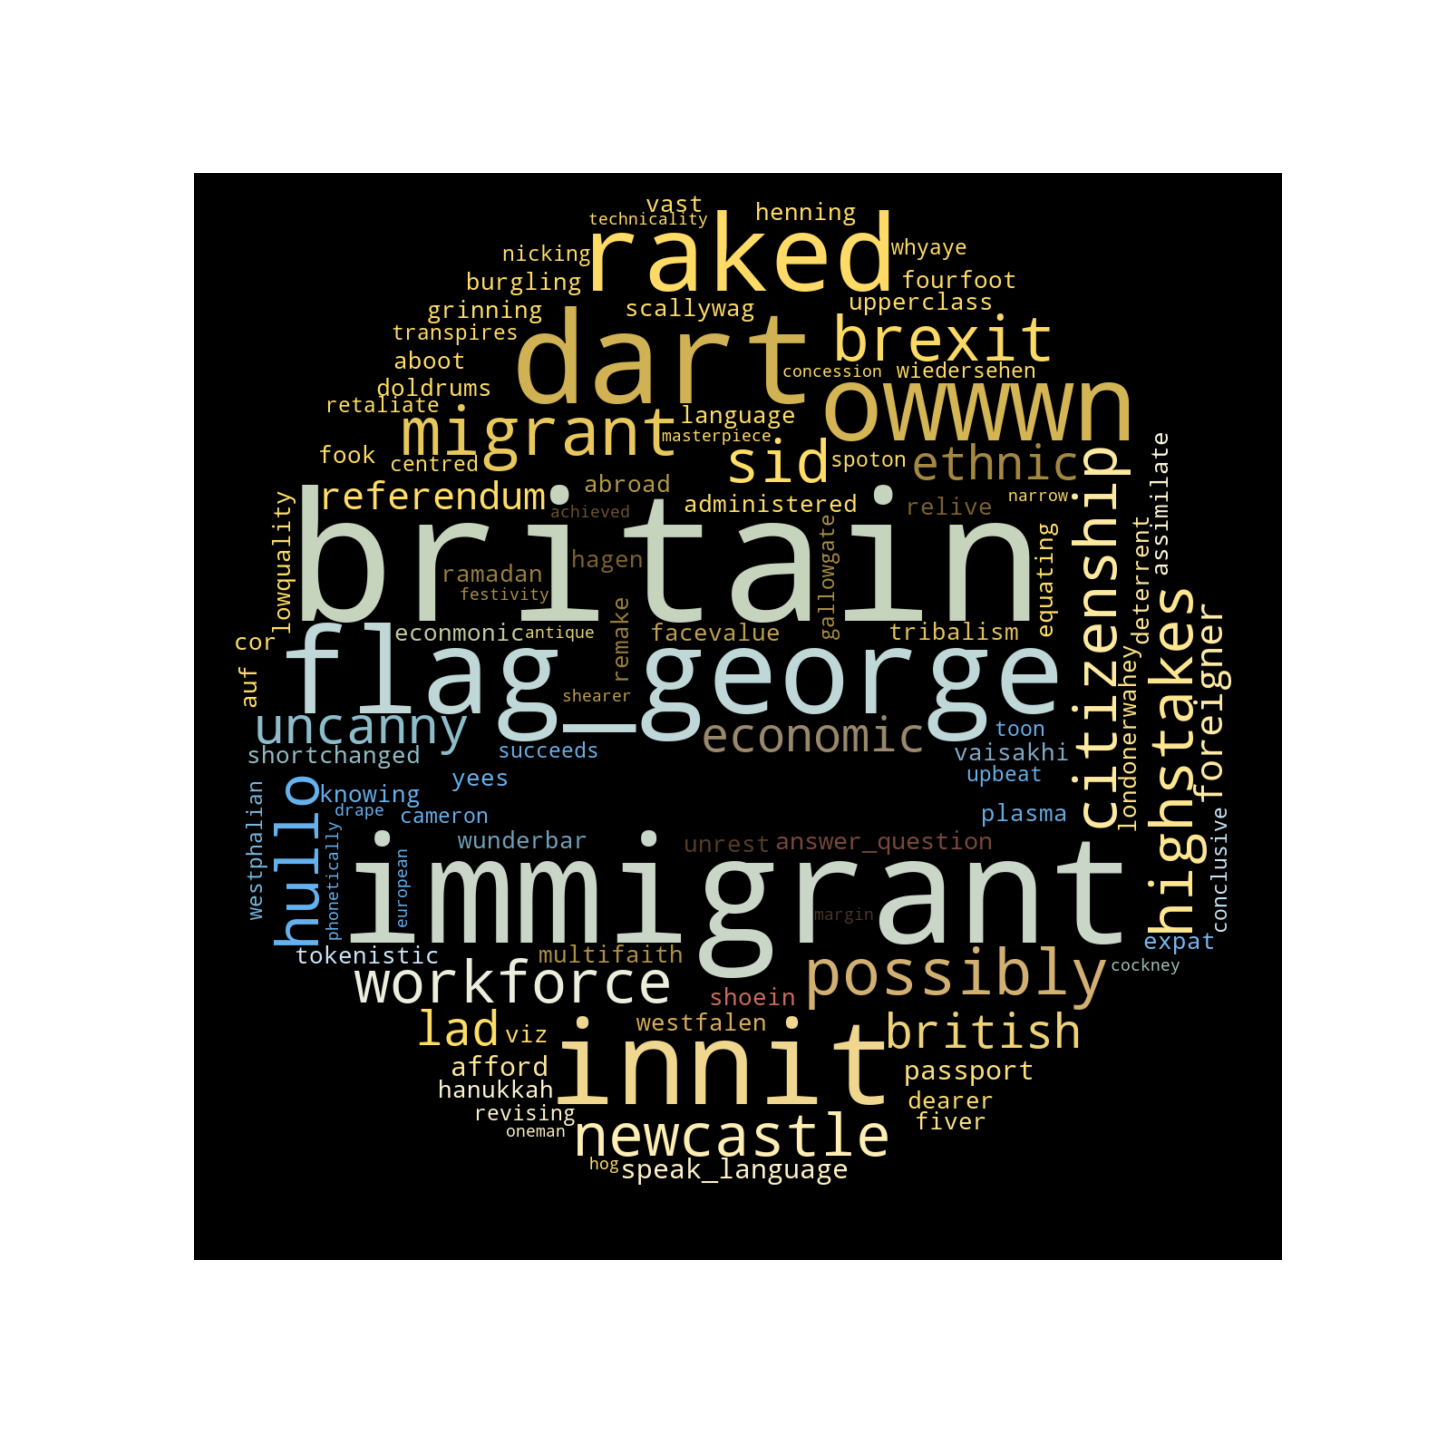 vast
technicality
henning
raked
whyaye
nicking
burgling
fourfoot
grinning
scallywag
upperclass
transpires
dart
brexit
aboot
concession
wiedersehen
doldrums
owwwn
retaliate
migrant
language
masterpiece
fook
centred
sid
spoton
ethnic
citizenship
assimilate
referendum
abroad
administered
relive
narrow
achieved
britain
lowquality
ramadan
hagen
festivity
gallowgate
equating
deterrent
cor
econmonic
antique
remake
facevalue
tribalism
auf
flag_george
shearer
londonerwahey
highstakes
foreigner
uncanny
economic
toon
shortchanged
succeeds
vaisakhi
yees
upbeat
hullo
knowing
drape
cameron
plasma
westphalian
phonetically
european
wunderbar
unrest
answer_question
conclusive
immigrant
margin
expat
tokenistic
multifaith
cockney
workforce
shoein
possibly
lad
viz
westfalen
british
innit
afford
passport
hanukkah
dearer
revising
fiver
oneman
newcastle
hog
speak_language